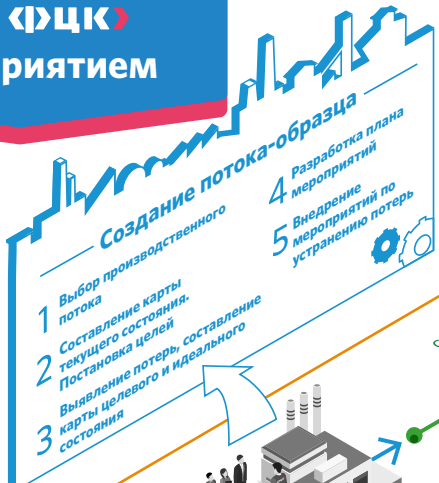 ФЦК
риятием
Создание потока-образца
1 Выбор производственного
потока
2 Составление карты
текущего состояния.
Постановка целей
3 Выявление потерь, составление
карты целевого и идеального
состояния
4 Разработка плана
мероприятий
5 Внедрение
мероприятий по
устранению потерь